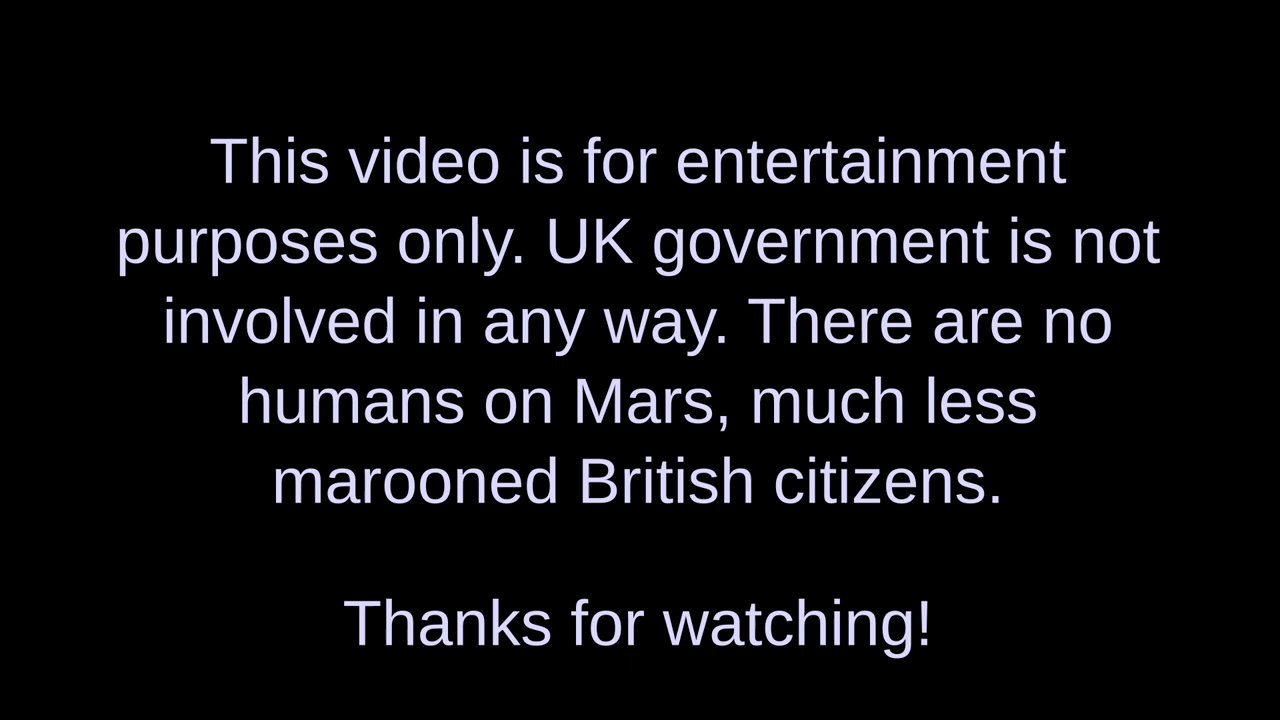 This video is for entertainment
purposes only. UK government is not
involved in any way. There are no
humans on Mars, much less
marooned British citizens.
Thanks for watching!